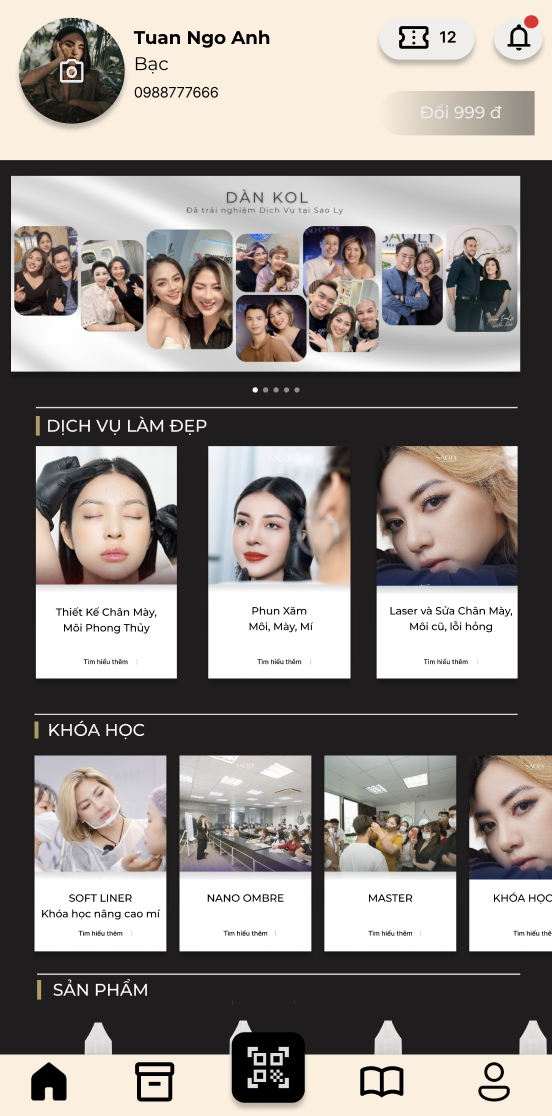 Tuan Ngo Anh
12
Bạc
0988777666
Đổi 999 đ
DÀN KOL
Đã trải nghiệm Dịch Vụ tại Sao Ly
DỊCH VỤ LÀM ĐẸP
Thiết Kế Chân Mày,
Môi Phong Thủy
Tìm hiểu thêm
Phun Xăm
Môi, Mày, Mí
Tìm hiểu thêm
SAOLY
Laser và Sửa Chân Mày,
Môi cũ, lỗi hỏng
Tìm hiểu thêm
KHÓA HỌC
SOFT LINER
Khóa học nâng cao mí
Tìm hiểu thêm
NANO OMBRE
Tìm hiểu thêm
MASTER
Tìm hiểu thêm
KHÓA HỌC
Tìm hiểu thê
SẢN PHẨM